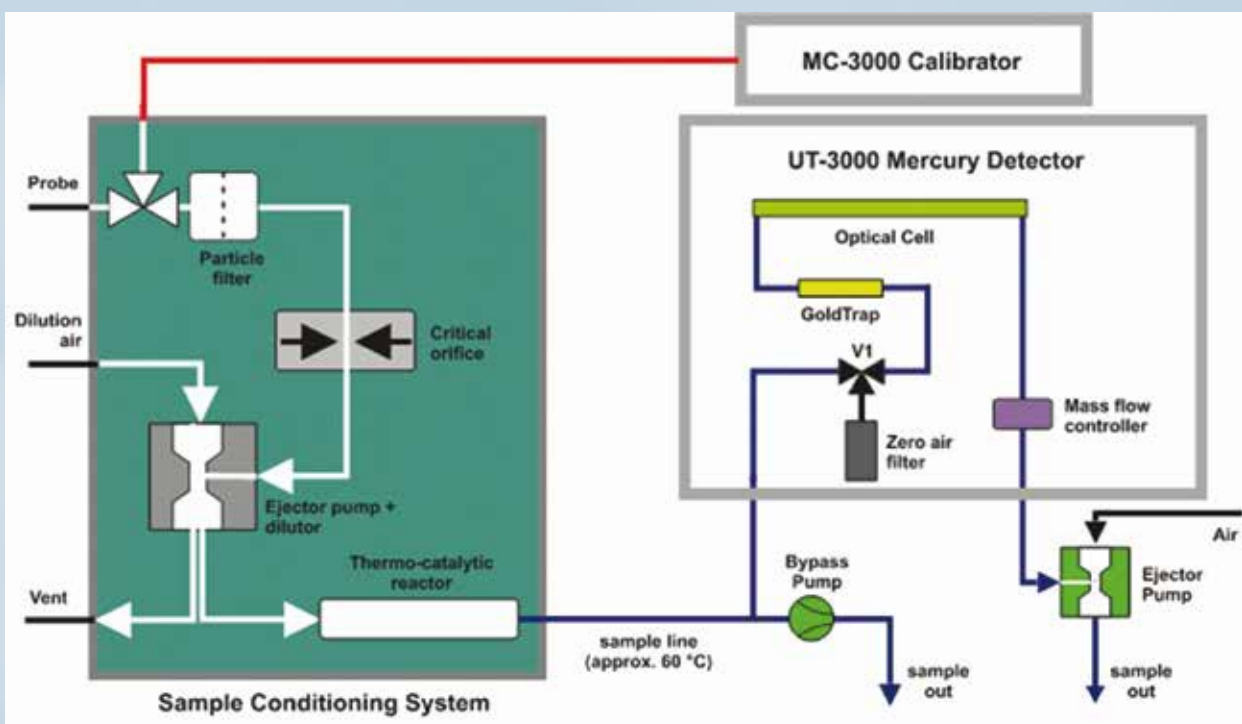 MC-3000 Calibrator
UT-3000 Mercury Detector
Probe
Particle
filter
Optical Cell
GoldTrap
Dilution
air
Critical
orifice
V1
Mass flow
controller
Zero air
filter
Ejector pump +
dilutor
Air
Thermo-catalytic
reactor
Bypass
Pump
Ejector
Pump
Vent
sample line
(approx. 60 °C)
sample
out
sample
out
Sample Conditioning System